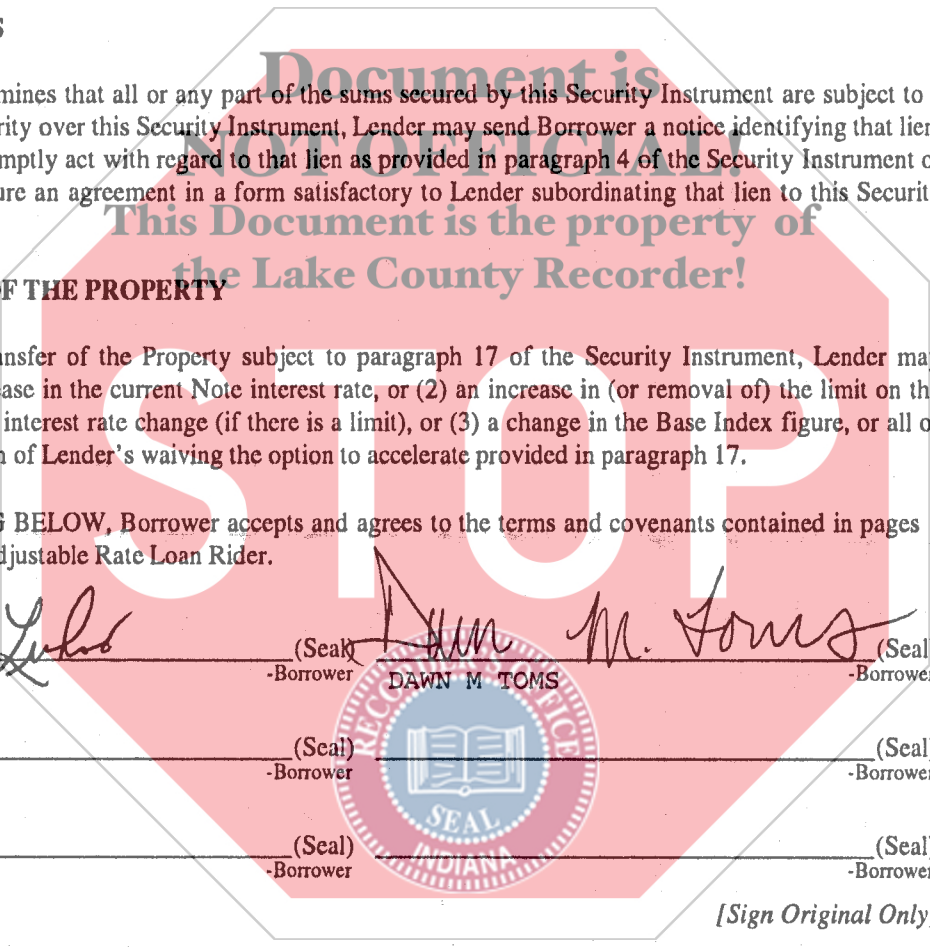 S
Document is
mines that all or any part of the sums secured by this Security Instrument are subject to
rity over this Security Instrument, Lender may send Borrower a notice identifying that lien
NOT OFFICIAL!
mptly act with regard to that lien as provided in paragraph 4 of the Security Instrument o
ure an agreement in a form satisfactory to Lender subordinating that lien to this Securit
This Document is the property of
the Lake County Recorder!
OF THE PROPERTY
ansfer of the Property subject to paragraph 17 of the Security Instrument, Lender ma
ease in the current Note interest rate, or (2) an increase in (or removal of) the limit on th
interest rate change (if there is a limit), or (3) a change in the Base Index figure, or all o
n of Lender's waiving the option to accelerate provided in paragraph 17.
STOP
G BELOW, Borrower accepts and agrees to the terms and covenants contained in pages
djustable Rate Loan Rider.
(Seal) Dawn M. Toms (Seal)
-Borrower DAWN M TOMS -Borrower
RECORDER'S OFFICE
(Seal) (Seal)
-Borrower -Borrower
SEAL
INDIANA
(Seal) (Seal)
-Borrower -Borrower
[Sign Original Only]